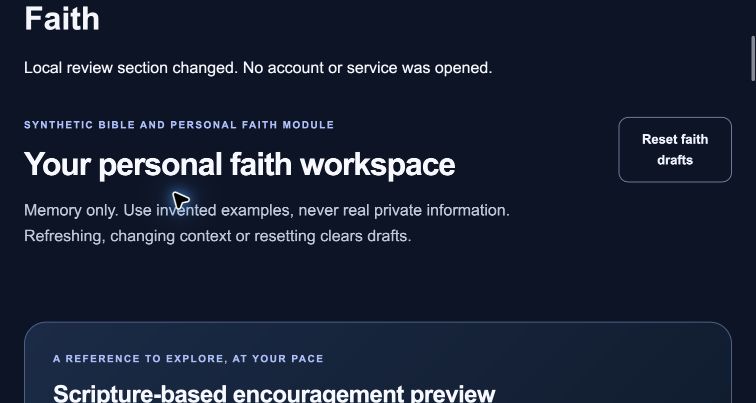 Faith
Local review section changed. No account or service was opened.
SYNTHETIC BIBLE AND PERSONAL FAITH MODULE
Your personal faith workspace
Reset faith
drafts
Memory only. Use invented examples, never real private information.
Refreshing, changing context or resetting clears drafts.
A REFERENCE TO EXPLORE, AT YOUR PACE
Scripture-based encouragement preview